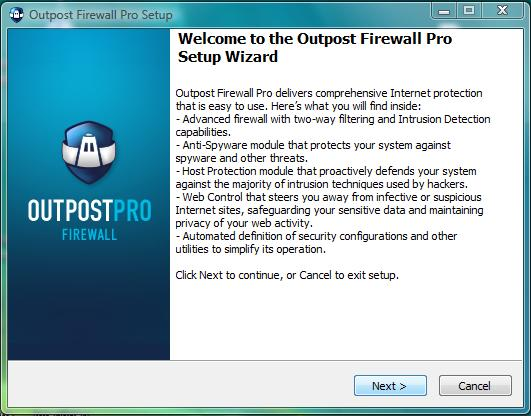 Outpost Firewall Pro Setup
Welcome to the Outpost Firewall Pro
Setup Wizard
Outpost Firewall Pro delivers comprehensive Internet protection
that is easy to use. Here's what you will find inside:
- Advanced firewall with two-way filtering and Intrusion Detection
capabilities.
- Anti-Spyware module that protects your system against
spyware and other threats.
- Host Protection module that proactively defends your system
against the majority of intrusion techniques used by hackers.
- Web Control that steers you away from infective or suspicious
Internet sites, safeguarding your sensitive data and maintaining
privacy of your web activity.
- Automated definition of security configurations and other
utilities to simplify its operation.
Click Next to continue, or Cancel to exit setup.
OUTPOSTPRO
FIREWALL
Next >
Cancel